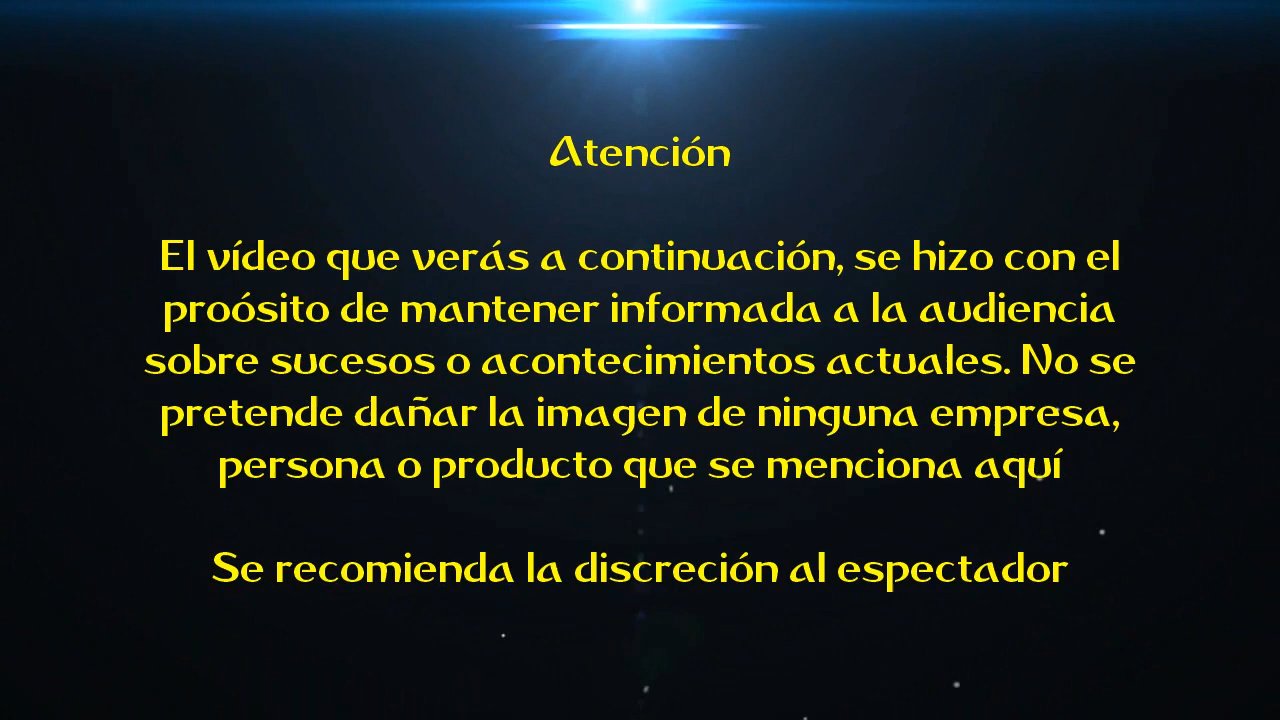 Atención
El vídeo que verás a continuación, se hizo con el
proósito de mantener informada a la audiencia
sobre sucesos o acontecimientos actuales. No se
pretende dañar la imagen de ninguna empresa,
persona o producto que se menciona aquí
Se recomienda la discreción al espectador